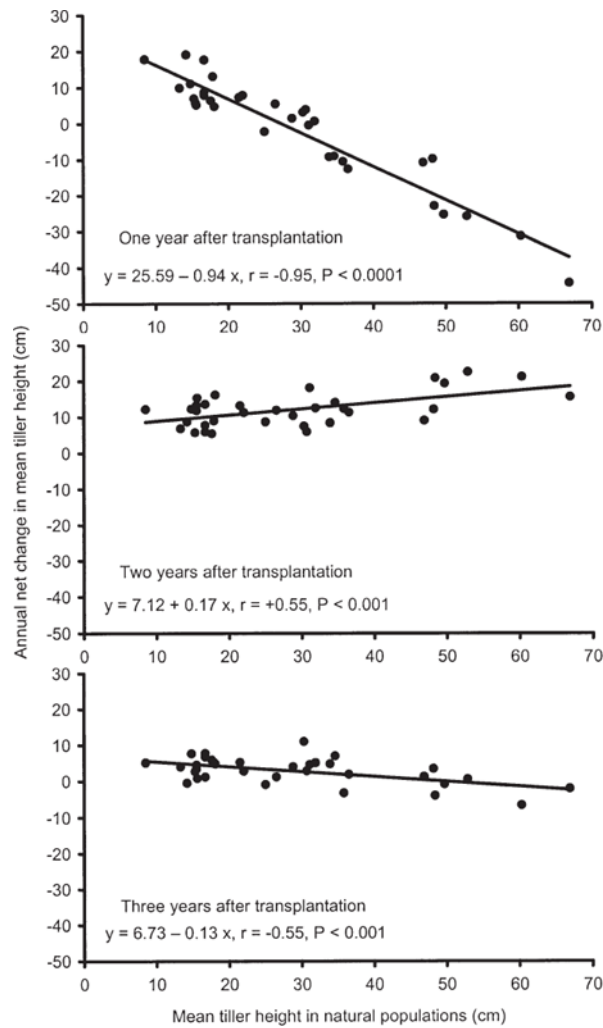 30
20
10
0
-10
-20
-30
-40
-50
One year after transplantation
y = 25.59 – 0.94 x, r = -0.95, P < 0.0001
0 10 20 30 40 50 60 70
Annual net change in mean tiller height (cm)
30
20
10
0
-10
-20
-30
-40
-50
Two years after transplantation
y = 7.12 + 0.17 x, r = +0.55, P < 0.001
0 10 20 30 40 50 60 70
30
20
10
0
-10
-20
-30
-40
-50
Three years after transplantation
y = 6.73 – 0.13 x, r = -0.55, P < 0.001
0 10 20 30 40 50 60 70
Mean tiller height in natural populations (cm)